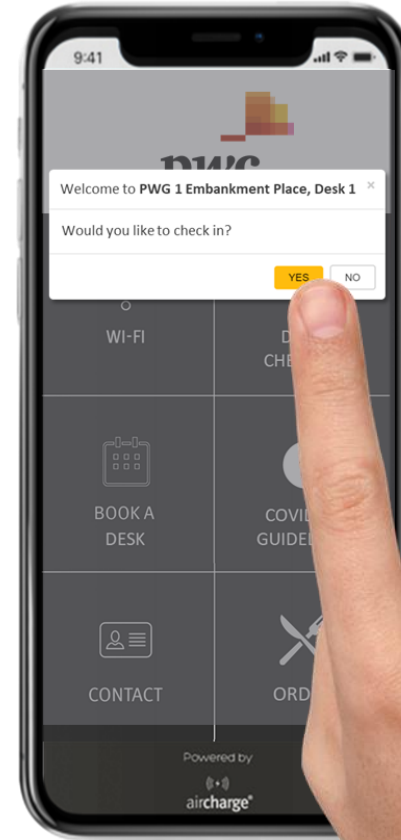 9:41
pwc
Welcome to PWG 1 Embankment Place, Desk 1 ×
Would you like to check in?
YES NO
WI-FI
BOOK A
DESK
CONTACT
Powered by
aircharge®